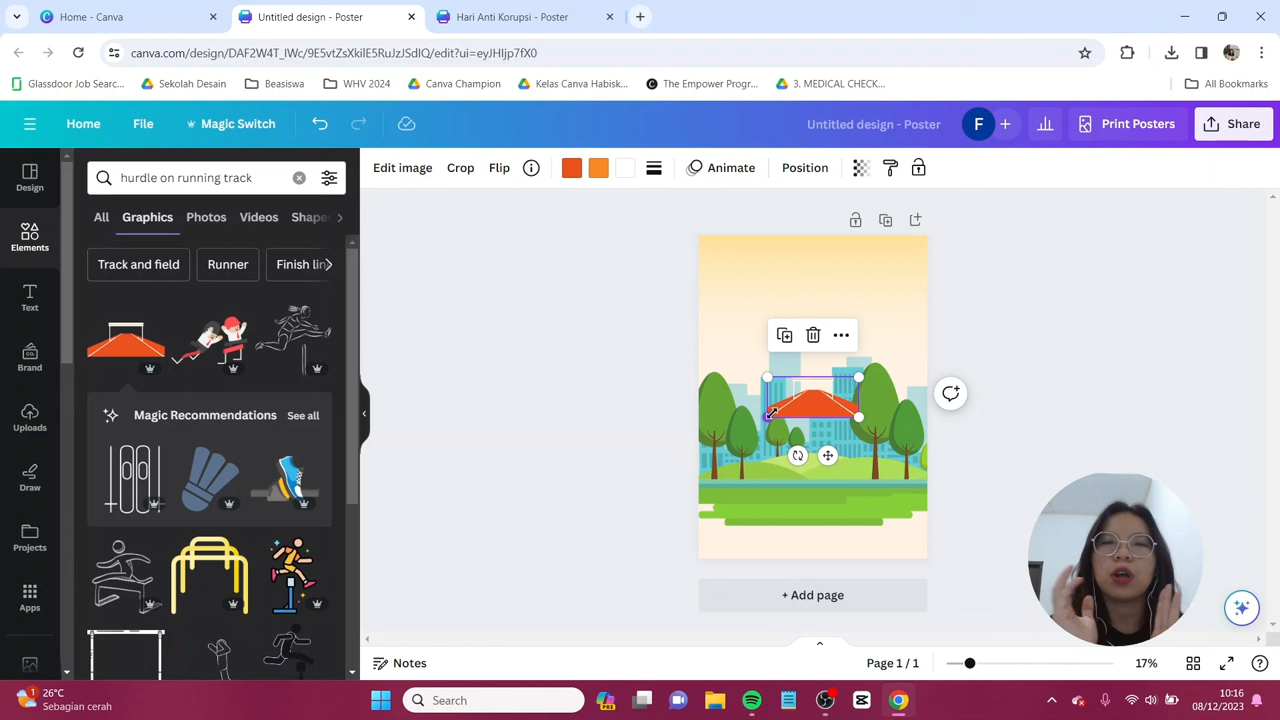 Home - Canva
Untitled design - Poster
Hari Anti Korupsi - Poster
canva.com/design/DAF2W4T_lWc/9E5vtZsXkilE5RuJzJSdlQ/edit?ui=eyJHIjp7fX0
Glassdoor Job Searc...
Sekolah Desain
Beasiswa
WHV 2024
Canva Champion
Kelas Canva Habisk...
The Empower Progr...
3. MEDICAL CHECK...
All Bookmarks
Home
File
Magic Switch
Untitled design - Poster
F
Print Posters
Share
Design
Elements
Text
Brand
Uploads
Draw
Projects
Apps
hurdle on running track
All
Graphics
Photos
Videos
Shape
Track and field
Runner
Finish lin
Magic Recommendations
See all
Edit image
Crop
Flip
Animate
Position
+ Add page
Notes
Page 1 / 1
17%
1
26°C
Sebagian cerah
Search
PRE
10:16
08/12/2023